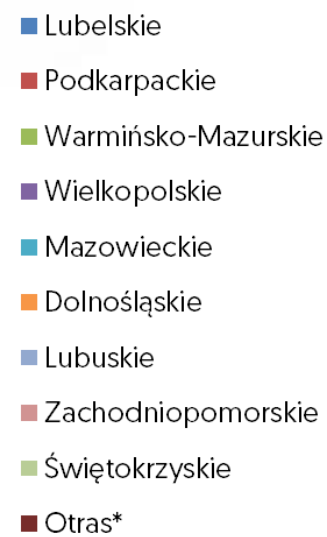 Lubelskie
Podkarpackie
Warmińsko-Mazurskie
Wielkopolskie
Mazowieckie
Dolnośląskie
Lubuskie
Zachodniopomorskie
Świętokrzyskie
Otras*